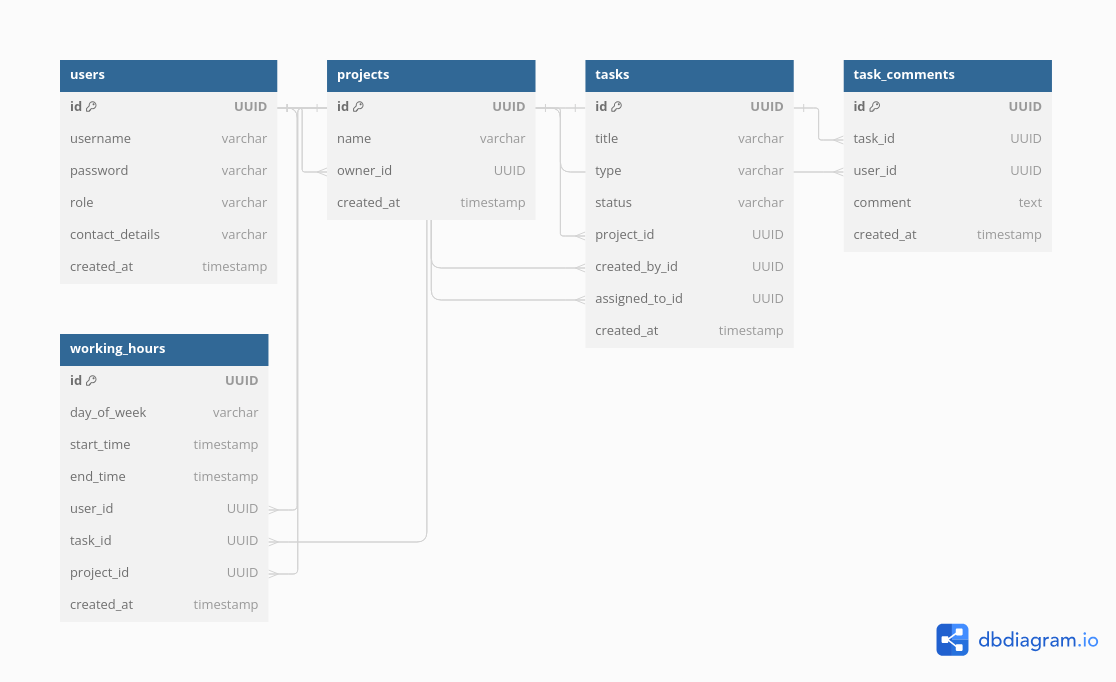 users
id UUID
username varchar
password varchar
role varchar
contact_details varchar
created_at timestamp
projects
id UUID
name varchar
owner_id UUID
created_at timestamp
tasks
id UUID
title varchar
type varchar
status varchar
project_id UUID
created_by_id UUID
assigned_to_id UUID
created_at timestamp
task_comments
id UUID
task_id UUID
user_id UUID
comment text
created_at timestamp
working_hours
id UUID
day_of_week varchar
start_time timestamp
end_time timestamp
user_id UUID
task_id UUID
project_id UUID
created_at timestamp
dbdiagram.io